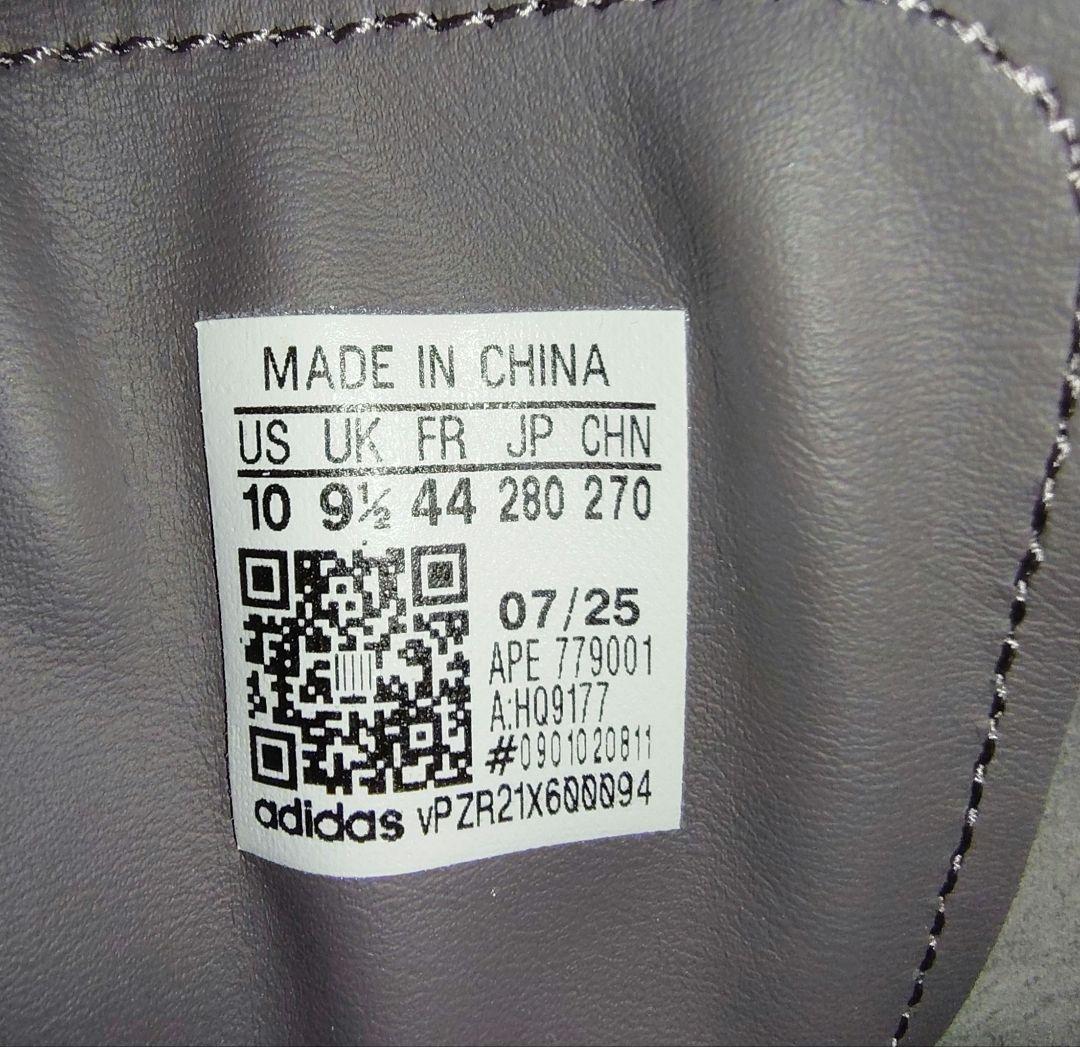 MADE IN CHINA
US UK FR JP CHN
10 9½ 44 280 270
07/25
APE 779001
A:HQ9177
#0901020811
adidas vPZR21X600094